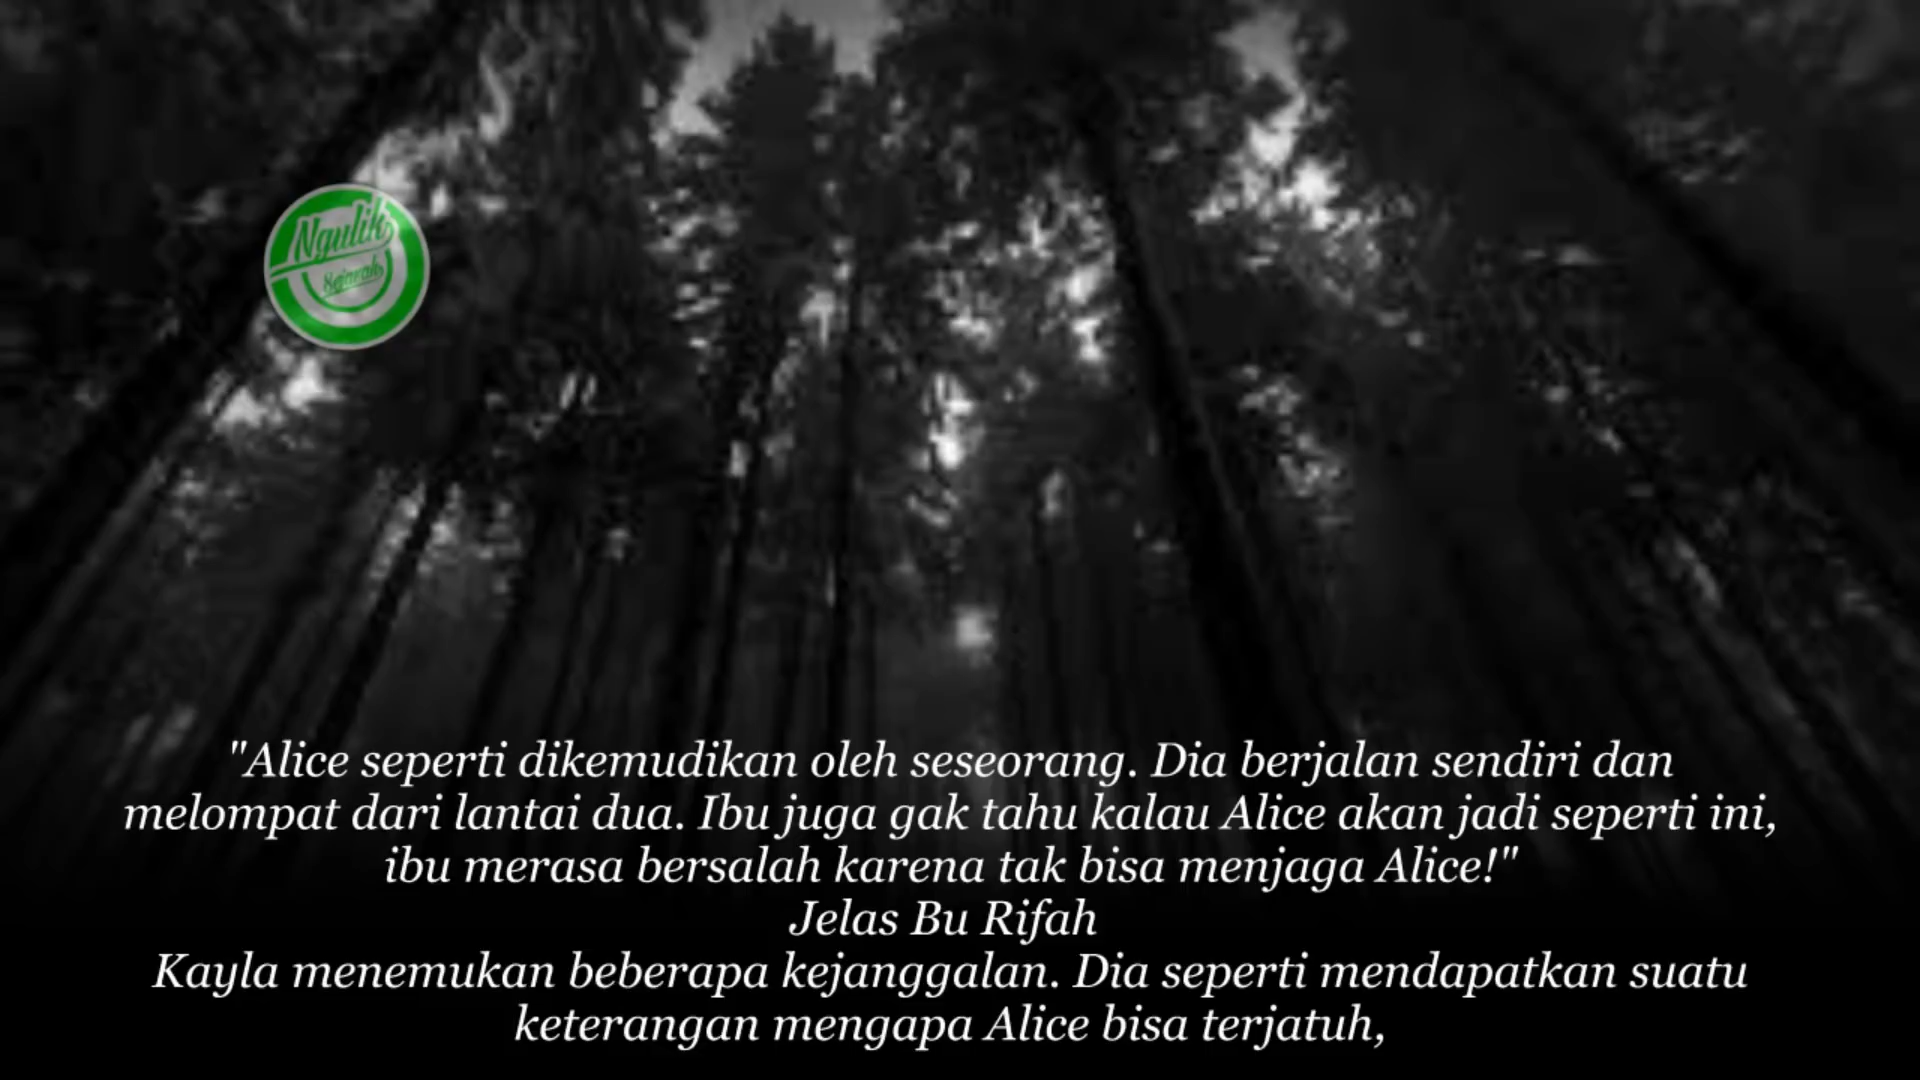 Ngulik
Sejarah
"Alice seperti dikemudikan oleh seseorang. Dia berjalan sendiri dan
melompat dari lantai dua. Ibu juga gak tahu kalau Alice akan jadi seperti ini,
ibu merasa bersalah karena tak bisa menjaga Alice!"
Jelas Bu Rifah
Kayla menemukan beberapa kejanggalan. Dia seperti mendapatkan suatu
keterangan mengapa Alice bisa terjatuh,